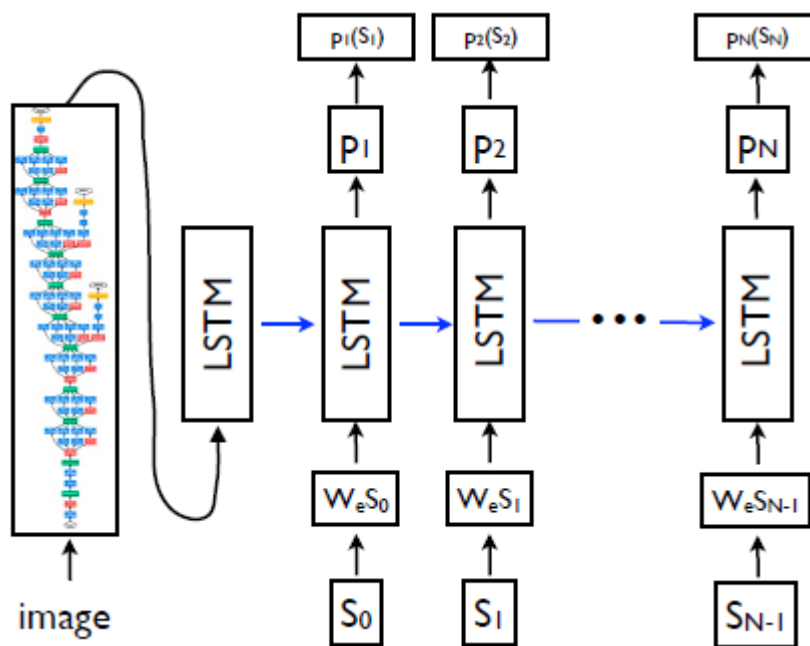 p1(S1) p2(S2) pN(SN)
p1 p2 pN
LSTM LSTM LSTM LSTM
WeS0 WeS1 WeSN-1
image S0 S1 SN-1